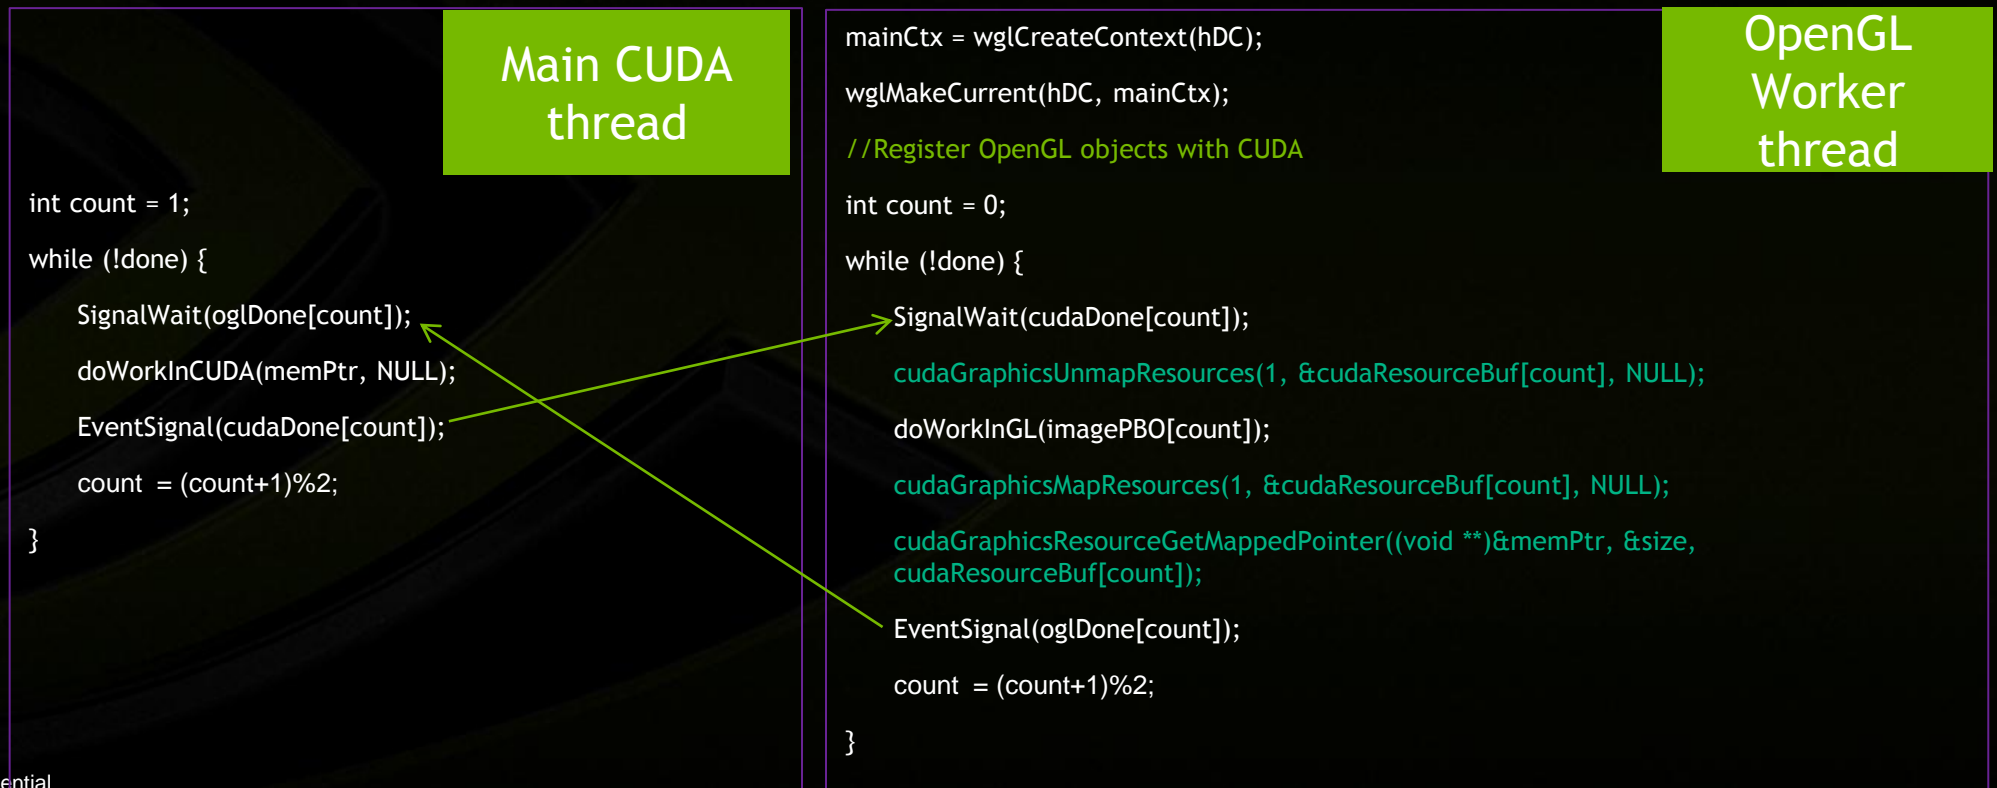 Main CUDA
thread
int count = 1;
while (!done) {
SignalWait(oglDone[count]);
doWorkInCUDA(memPtr, NULL);
EventSignal(cudaDone[count]);
count = (count+1)%2;
}
OpenGL
Worker
thread
mainCtx = wglCreateContext(hDC);
wglMakeCurrent(hDC, mainCtx);
//Register OpenGL objects with CUDA
int count = 0;
while (!done) {
SignalWait(cudaDone[count]);
cudaGraphicsUnmapResources(1, &cudaResourceBuf[count], NULL);
doWorkInGL(imagePBO[count]);
cudaGraphicsMapResources(1, &cudaResourceBuf[count], NULL);
cudaGraphicsResourceGetMappedPointer((void **)&memPtr, &size,
cudaResourceBuf[count]);
EventSignal(oglDone[count]);
count = (count+1)%2;
}
ential